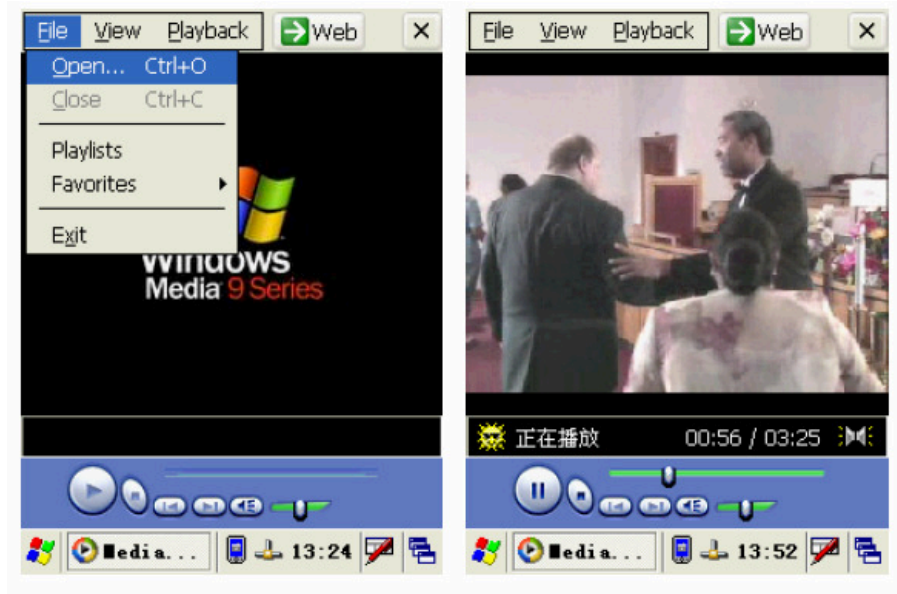 File View Playback Web
Open... Ctrl+O
Close Ctrl+C
Playlists
Favorites
Exit
Windows
Media 9 Series
Media...
13:24
File View Playback Web
正在播放 00:56 / 03:25
Media...
13:52